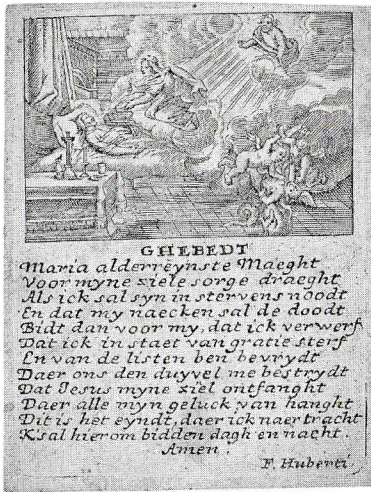 GHEBEDT
Maria alderreynste Maeght
Voor myne ziele sorge draeght
Als ick sal syn in stervens noodt
En dat my naecken sal de doodt
Bidt dan voor my, dat ick verwerf
Dat ick in staet van gratie sterf
En van de listen ben bevrydt
Daer ons den duyvel me bestrydt
Dat Jesus myne ziel ontfanght
Daer alle myn geluck van hanght
Dit is het eyndt, daer ick naer tracht
K'sal hierom bidden dagh en nacht.
Amen.
F. Huberti